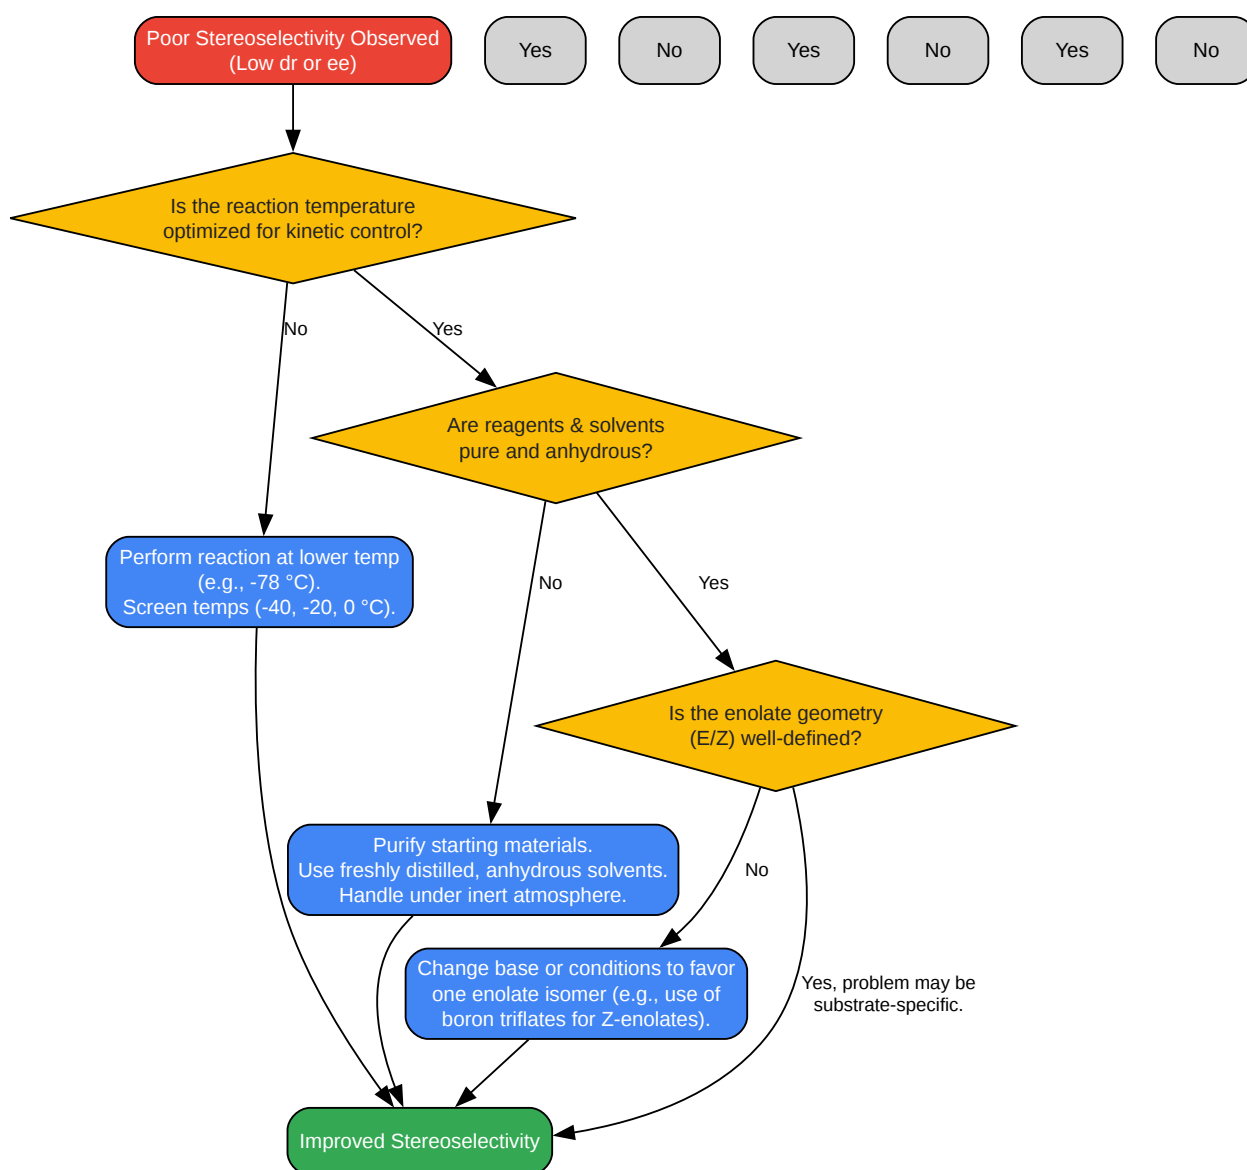 Poor Stereoselectivity Observed
(Low dr or ee)
Yes
No
Yes
No
Yes
No
Is the reaction temperature
optimized for kinetic control?
No
Yes
Are reagents & solvents
pure and anhydrous?
Perform reaction at lower temp
(e.g., -78 °C).
Screen temps (-40, -20, 0 °C).
No
Yes
Is the enolate geometry
(E/Z) well-defined?
Purify starting materials.
Use freshly distilled, anhydrous solvents.
Handle under inert atmosphere.
No
Change base or conditions to favor
one enolate isomer (e.g., use of
boron triflates for Z-enolates).
Yes, problem may be
substrate-specific.
Improved Stereoselectivity